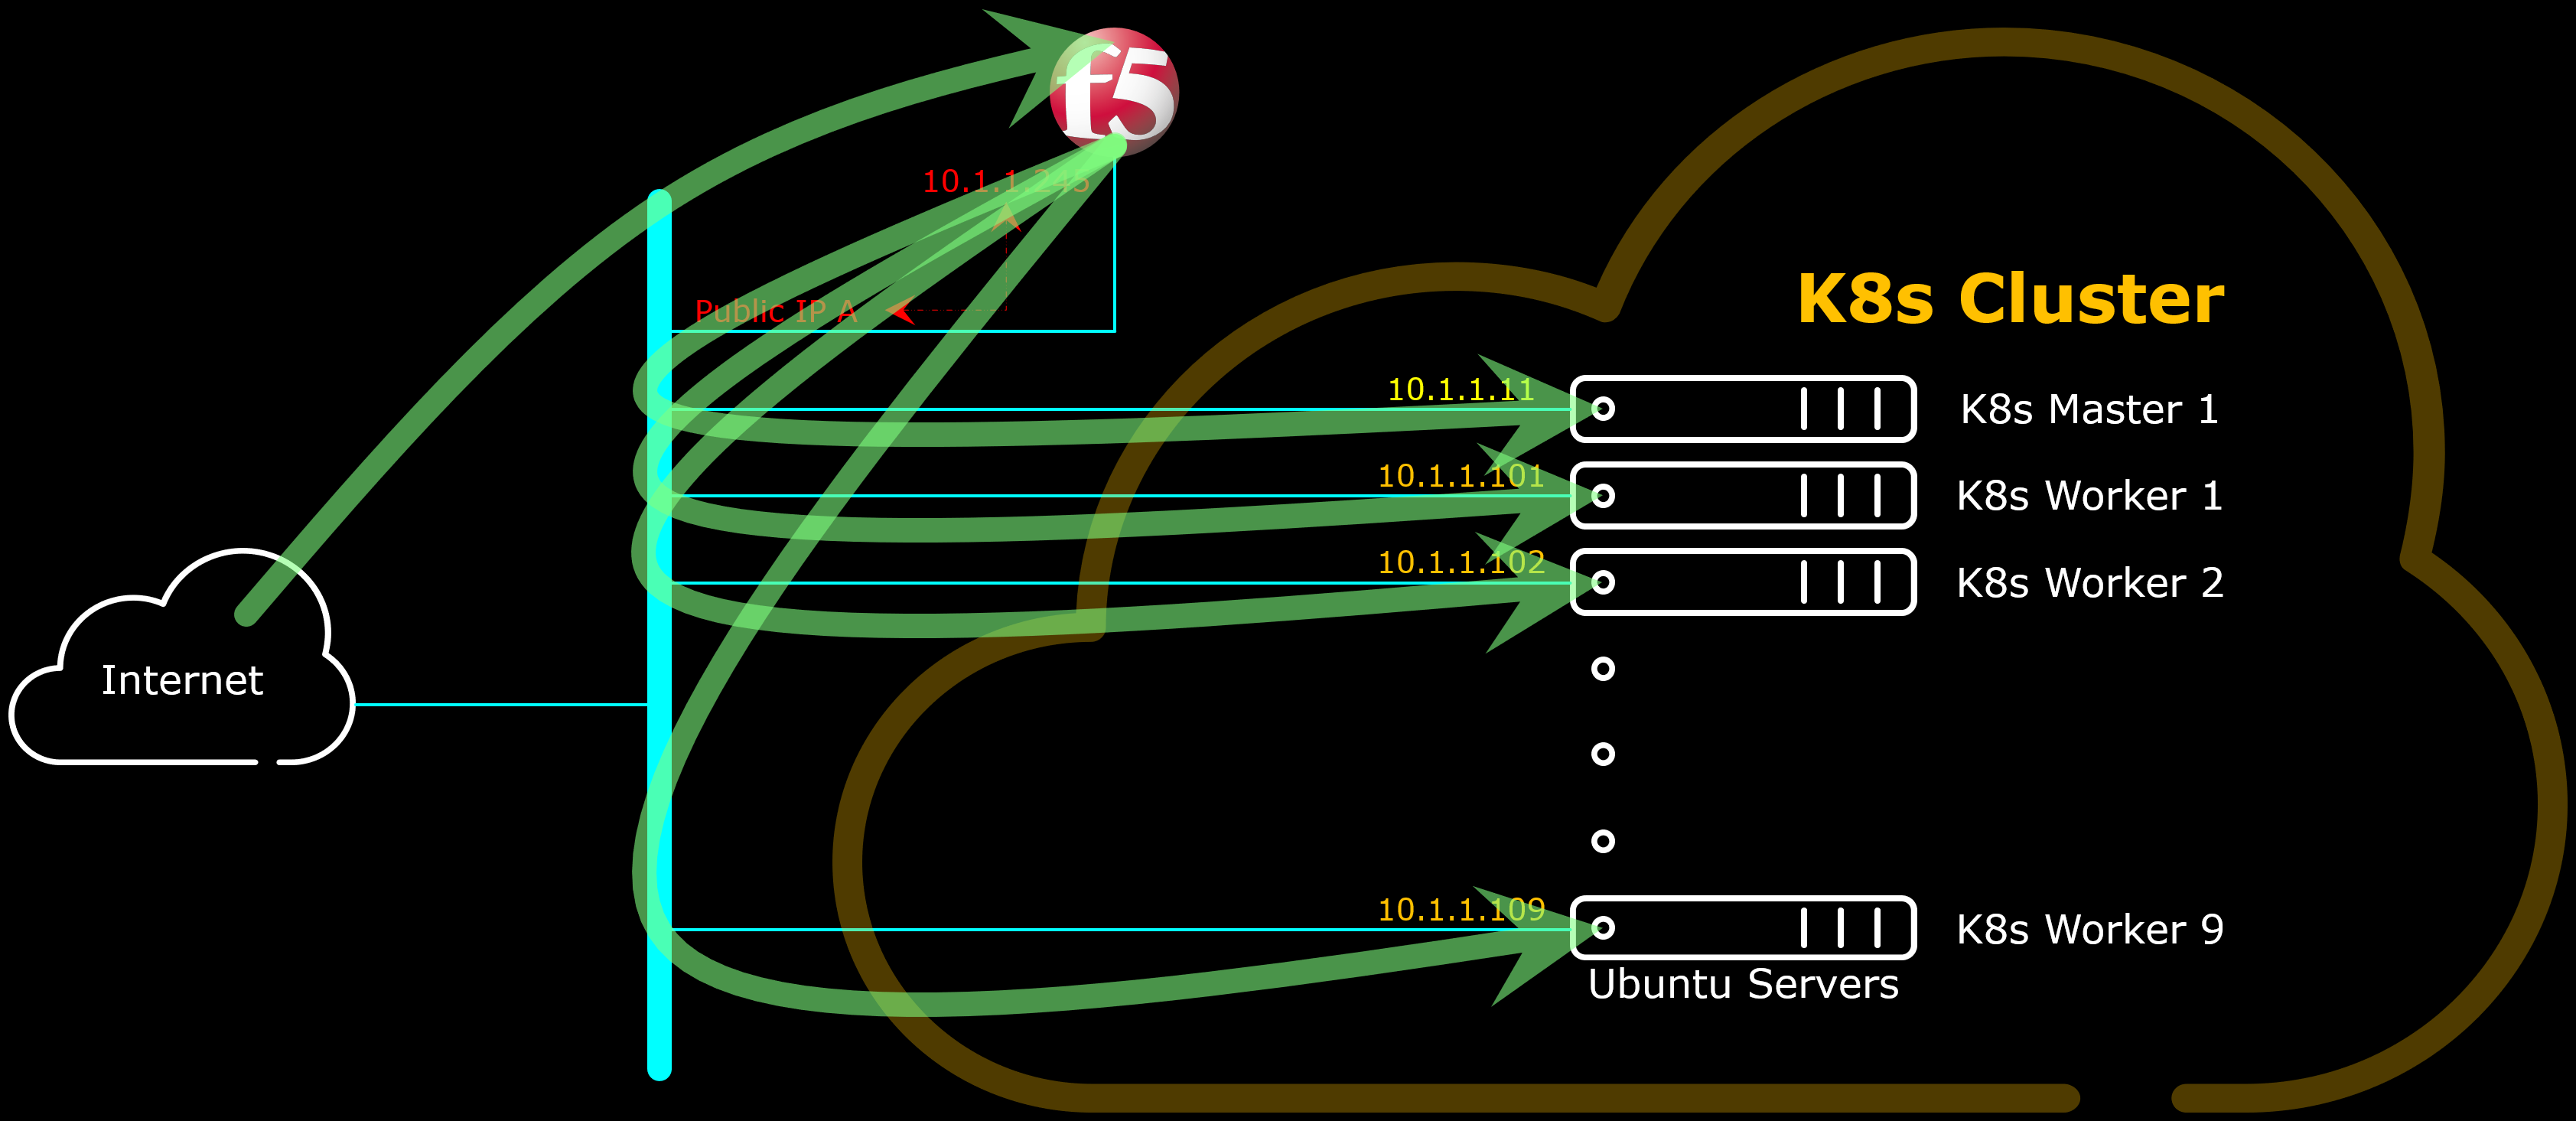 f5
10.1.1.245
Public IP A
K8s Cluster
10.1.1.11
K8s Master 1
10.1.1.101
K8s Worker 1
10.1.1.102
K8s Worker 2
Internet
10.1.1.109
K8s Worker 9
Ubuntu Servers